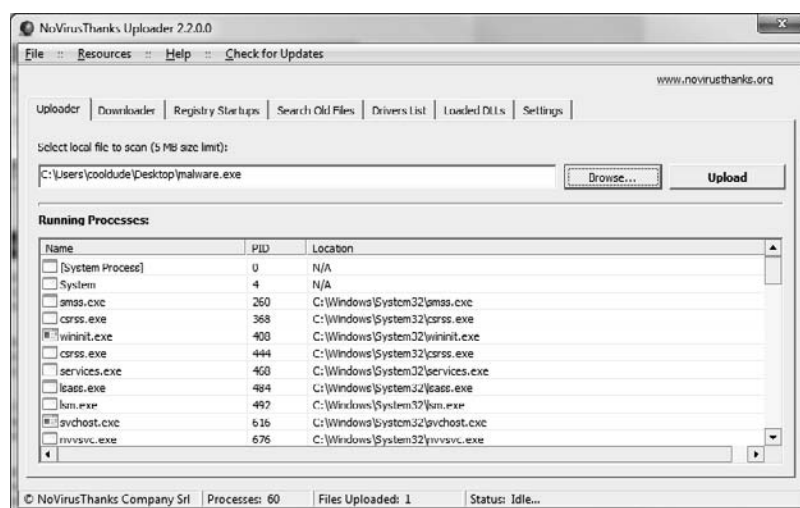 NoVirusThanks Uploader 2.2.0.0
File :: Resources :: Help :: Check for Updates
www.novirusthanks.org
Uploader Downloader Registry Startups Search Old Files Drivers List Loaded DLLs Settings
Select local file to scan (5 MB size limit):
C:\Users\cooldude\Desktop\malware.exe Browse... Upload
Running Processes:
Name PID Location
[System Process] 0 N/A
System 4 N/A
smss.exe 260 C:\Windows\System32\smss.exe
csrss.exe 368 C:\Windows\System32\csrss.exe
wininit.exe 408 C:\Windows\System32\wininit.exe
csrss.exe 444 C:\Windows\System32\csrss.exe
services.exe 468 C:\Windows\System32\services.exe
lsass.exe 484 C:\Windows\System32\lsass.exe
lsm.exe 492 C:\Windows\System32\lsm.exe
svchost.exe 616 C:\Windows\System32\svchost.exe
nvvsvc.exe 676 C:\Windows\System32\nvvsvc.exe
© NoVirusThanks Company Srl Processes: 60 Files Uploaded: 1 Status: Idle...